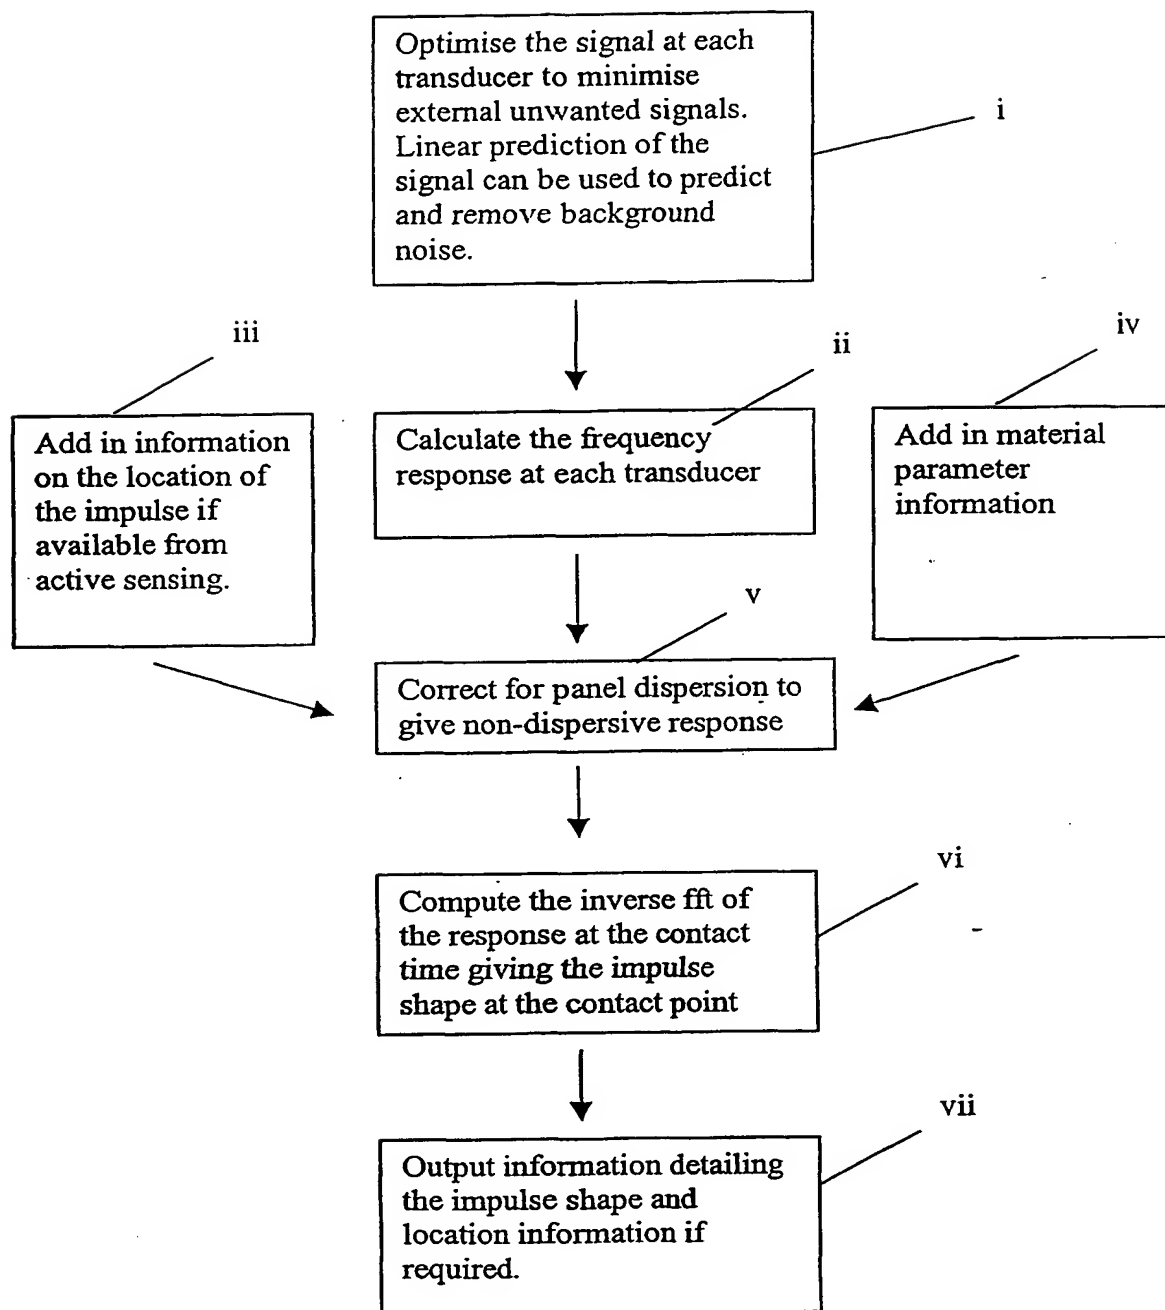 Optimise the signal at each
transducer to minimise
external unwanted signals.
Linear prediction of the
signal can be used to predict
and remove background
noise.
i
iii
ii
iv
Add in information
on the location of
the impulse if
available from
active sensing.
Calculate the frequency
response at each transducer
Add in material
parameter
information
v
Correct for panel dispersion to
give non-dispersive response
vi
Compute the inverse fft of
the response at the contact
time giving the impulse
shape at the contact point
vii
Output information detailing
the impulse shape and
location information if
required.